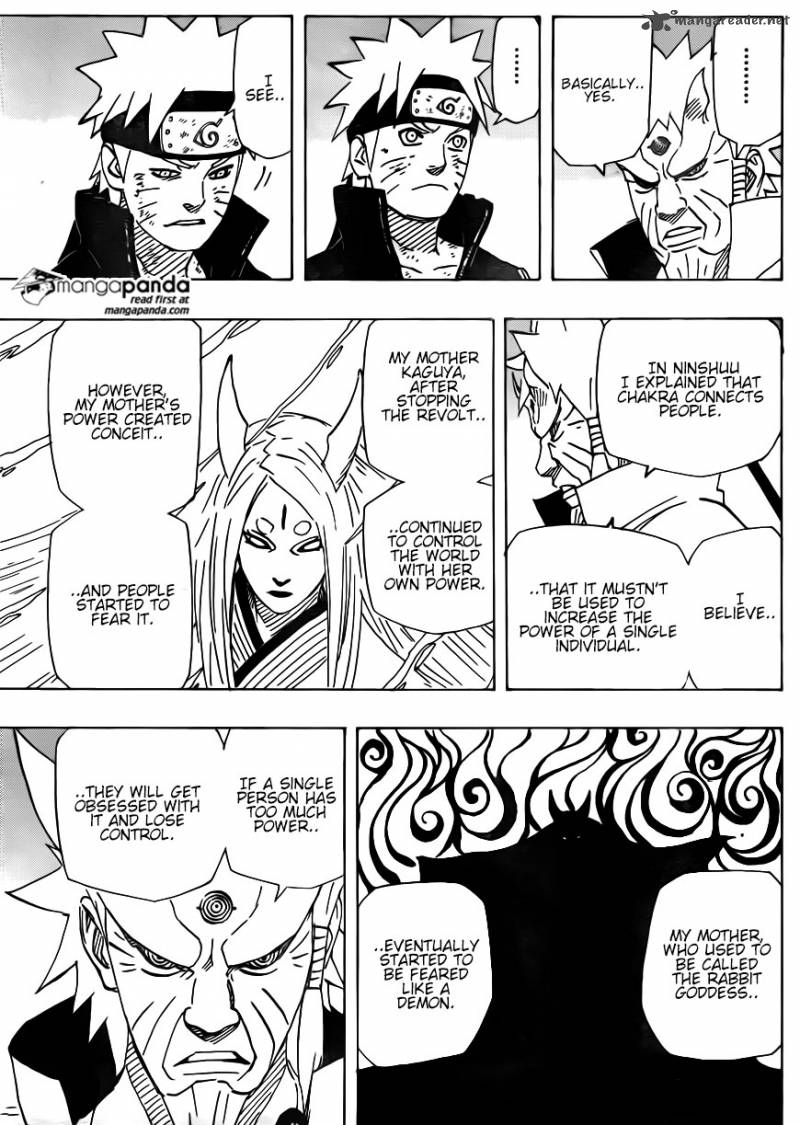 mangareader.net
..........
BASICALLY..
YES.
..........
I
SEE..
mangapanda
read first at
mangapanda.com
IN NINSHUU
I EXPLAINED THAT
CHAKRA CONNECTS
PEOPLE.
I
BELIEVE..
..THAT IT MUSTN'T
BE USED TO
INCREASE THE
POWER OF A SINGLE
INDIVIDUAL.
MY MOTHER
KAGUYA,
AFTER
STOPPING
THE REVOLT..
..CONTINUED
TO CONTROL
THE WORLD
WITH HER
OWN POWER.
HOWEVER,
MY MOTHER'S
POWER CREATED
CONCEIT..
..AND PEOPLE
STARTED TO
FEAR IT.
MY MOTHER,
WHO USED TO
BE CALLED
THE RABBIT
GODDESS..
..EVENTUALLY
STARTED TO
BE FEARED
LIKE A
DEMON.
IF A SINGLE
PERSON HAS
TOO MUCH
POWER..
..THEY WILL GET
OBSESSED WITH
IT AND LOSE
CONTROL.